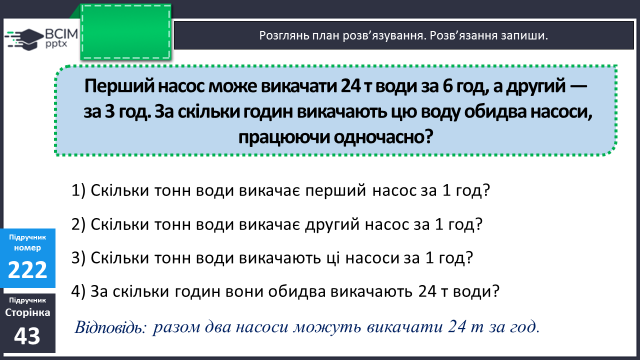 ВСІМ
pptx
Розглянь план розв’язування. Розв’язання запиши.
Перший насос може викачати 24 т води за 6 год, а другий —
за 3 год. За скільки годин викачають цю воду обидва насоси,
працюючи одночасно?
1) Скільки тонн води викачає перший насос за 1 год?
2) Скільки тонн води викачає другий насос за 1 год?
3) Скільки тонн води викачають ці насоси за 1 год?
4) За скільки годин вони обидва викачають 24 т води?
Відповідь: разом два насоси можуть викачати 24 т за год.
Підручник
номер
222
Підручник
Сторінка
43